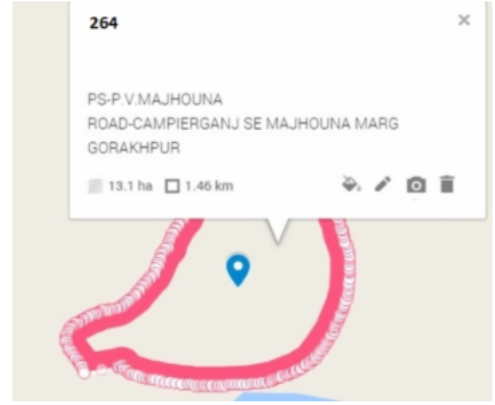 264
PS-P.V.MAJHOUNA
ROAD-CAMPIERGANJ SE MAJHOUNA MARG
GORAKHPUR
13.1 ha 1.46 km